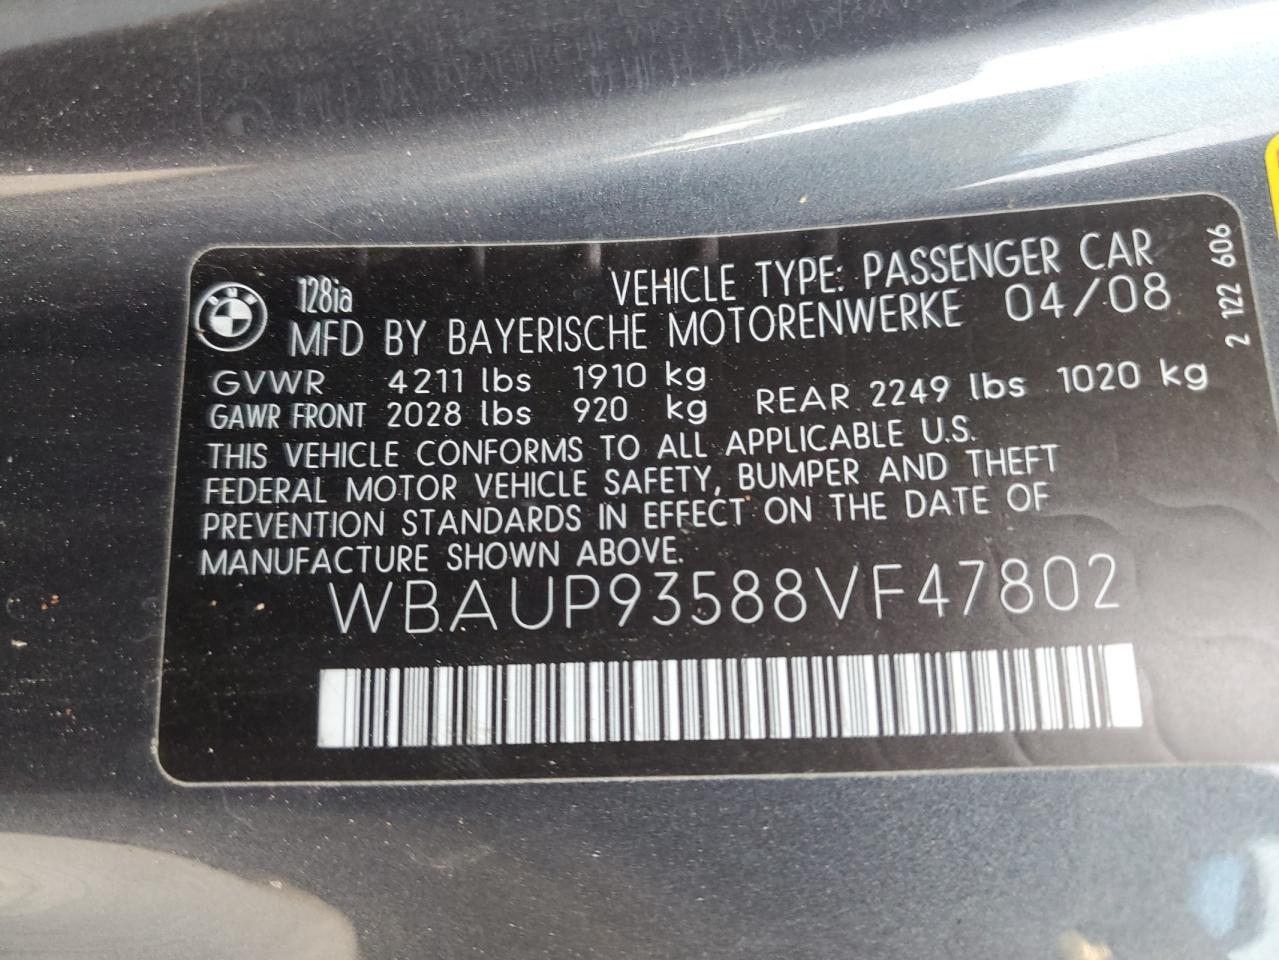 128ia VEHICLE TYPE: PASSENGER CAR
MFD BY BAYERISCHE MOTORENWERKE 04/08
GVWR 4211 lbs 1910 kg
GAWR FRONT 2028 lbs 920 kg REAR 2249 lbs 1020 kg
THIS VEHICLE CONFORMS TO ALL APPLICABLE U.S.
FEDERAL MOTOR VEHICLE SAFETY, BUMPER AND THEFT
PREVENTION STANDARDS IN EFFECT ON THE DATE OF
MANUFACTURE SHOWN ABOVE.
WBAUP93588VF47802
2 122 606
BMW